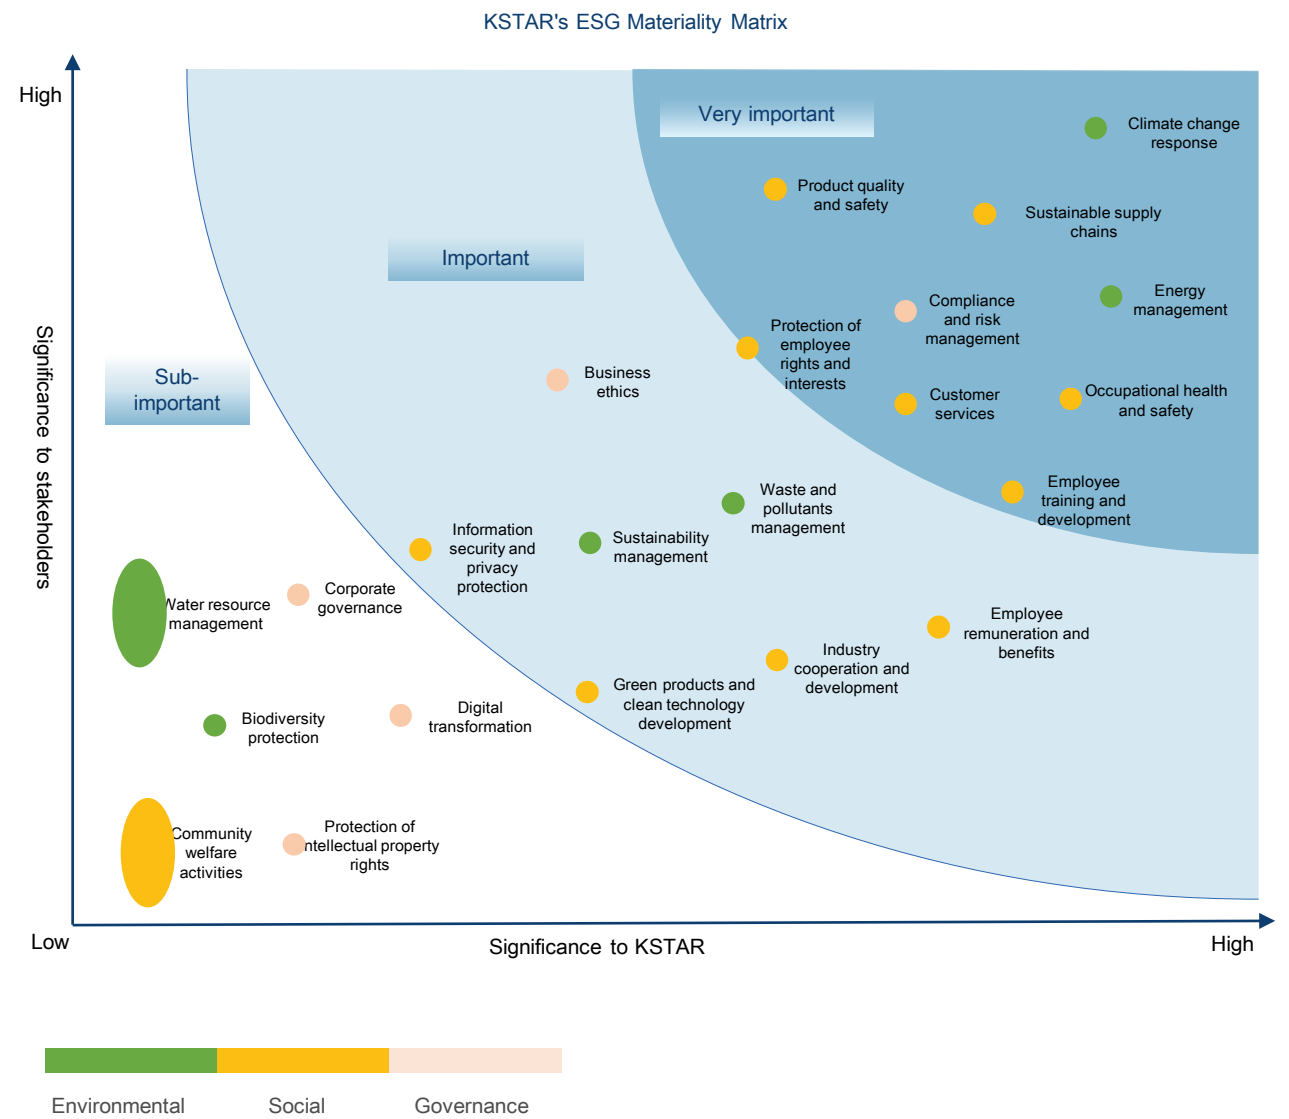 KSTAR's ESG Materiality Matrix
High
Very important
Climate change
response
Product quality
and safety
Sustainable supply
chains
Important
Energy
management
Compliance
and risk
management
Protection of
employee
rights and
interests
Significance to stakeholders
Sub-
important
Business
ethics
Customer
services
Occupational health
and safety
Employee
training and
development
Waste and
pollutants
management
Information
security and
privacy
protection
Sustainability
management
Corporate
governance
Water resource
management
Employee
remuneration and
benefits
Industry
cooperation and
development
Green products and
clean technology
development
Digital
transformation
Biodiversity
protection
Community
welfare
activities
Protection of
intellectual property
rights
Low
Significance to KSTAR
High
Environmental
Social
Governance